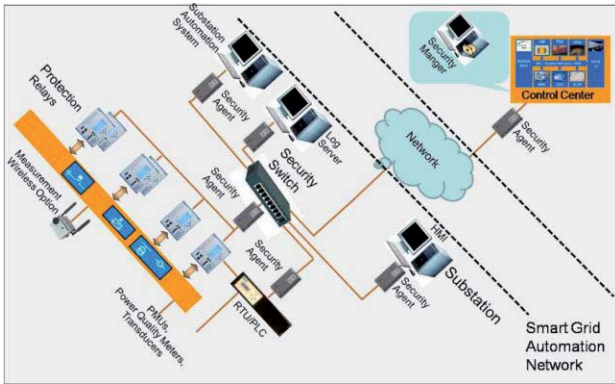 Substation
Automation
System
Security
Manger
Control Center
Security
Agent
Log
Server
Security
Agent
Protection
Relays
Network
Security
Switch
Measurement
Wireless Option
Security
Agent
HMI
Substation
Security
Agent
Security
Agent
RTU/PLC
PMUs,
Power Quality Meters,
Transducers
Smart Grid
Automation
Network